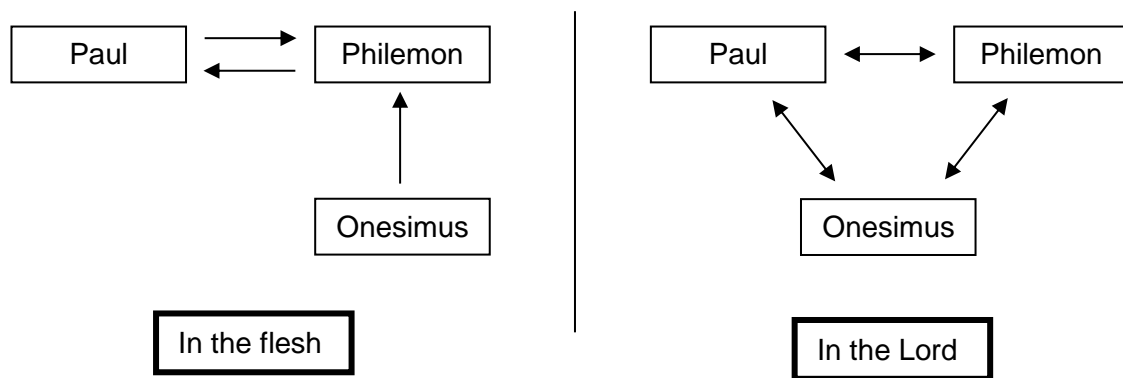 Paul
Philemon
Onesimus
In the flesh
Paul
Philemon
Onesimus
In the Lord